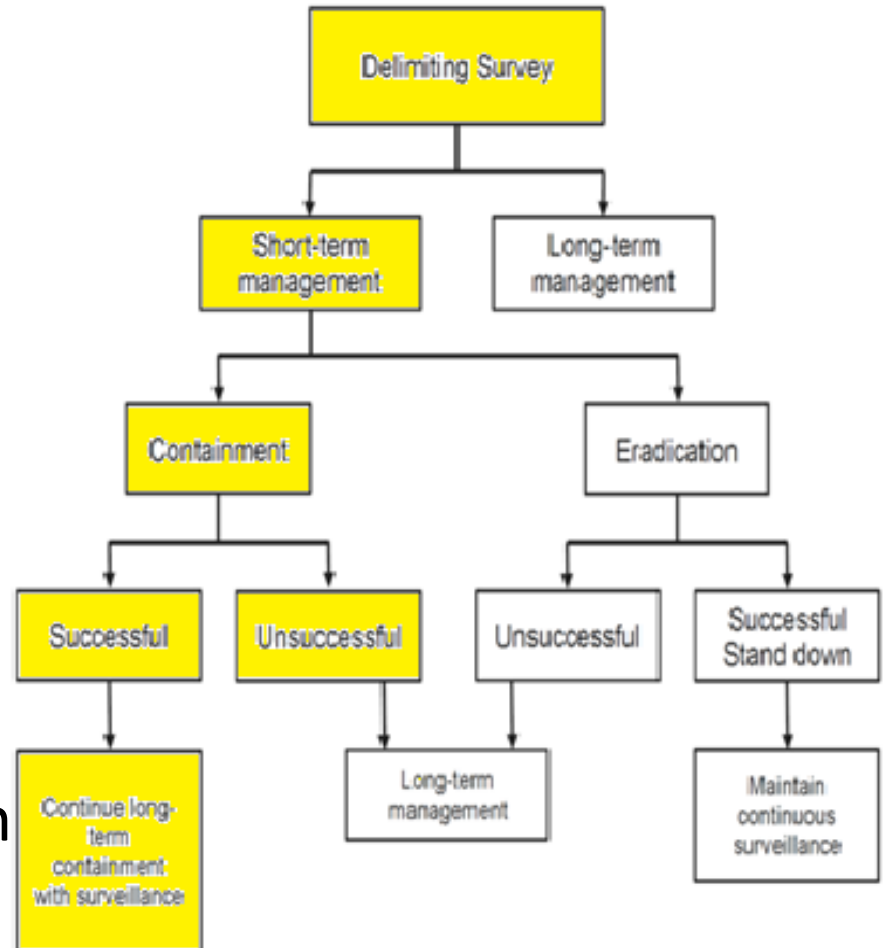 Delimiting Survey
Short-term
management
Long-term
management
Containment
Eradication
Successful
Unsuccessful
Unsuccessful
Successful
Stand down
n
Continue long-
term
containment
with surveillance
Long-term
management
Maintain
continuous
surveillance